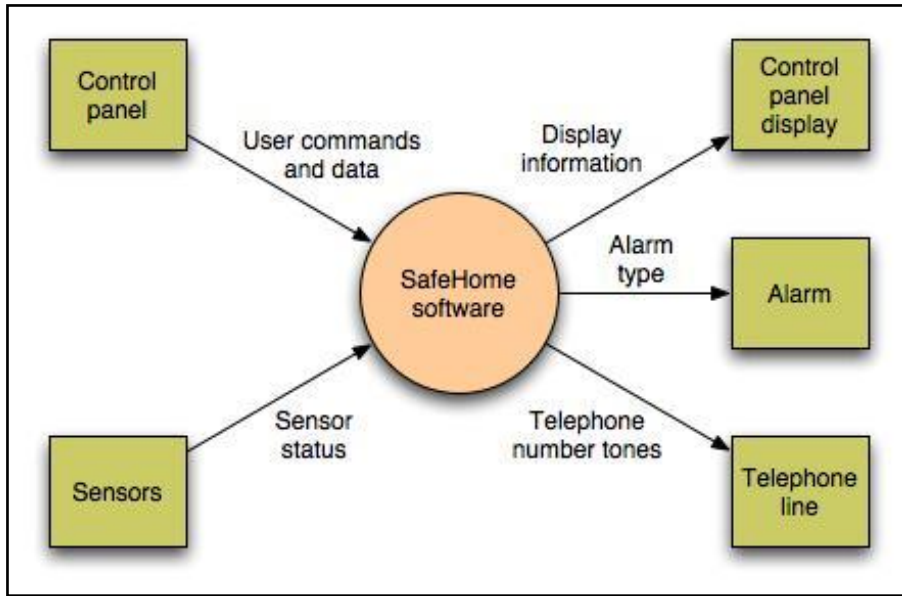 Control
panel
User commands
and data
Display
information
Control
panel
display
SafeHome
software
Alarm
type
Alarm
Sensors
Sensor
status
Telephone
number tones
Telephone
line